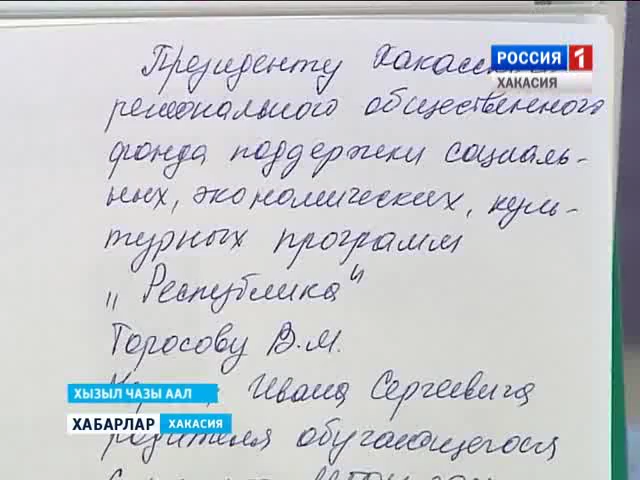 Президенту Хакасского
РОССИЯ 1
ХАКАСИЯ
регионального общественного
фонда поддержки социаль-
ных, экономических, куль-
турных программ
„Республика"
Торосову В.М.
ХЫЗЫЛ ЧАЗЫ ААЛ
Ивана Сергеевича
ХАБАРЛАР ХАКАСИЯ
родителя обучающегося